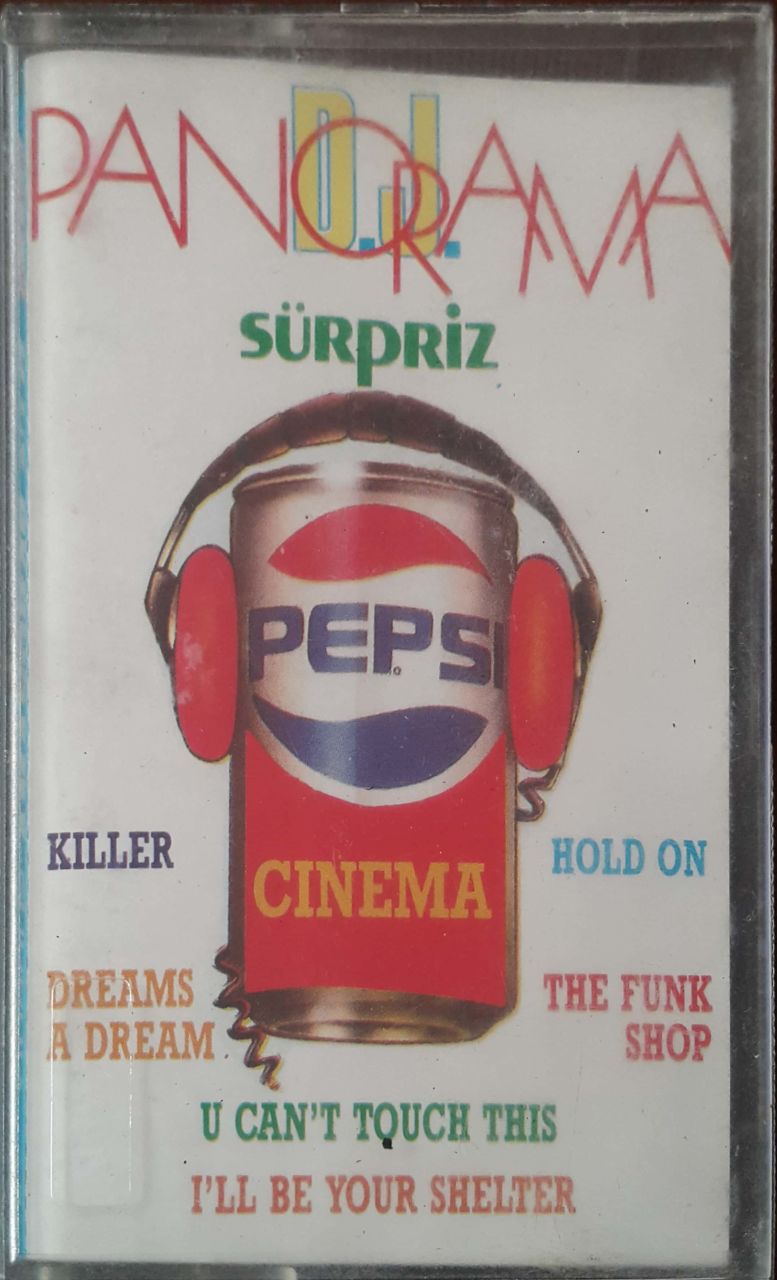 D.J.
PANORAMA
SÜRPRİZ
PEPSI
CINEMA
KILLER
HOLD ON
DREAMS
A DREAM
THE FUNK
SHOP
U CAN'T TOUCH THIS
I'LL BE YOUR SHELTER